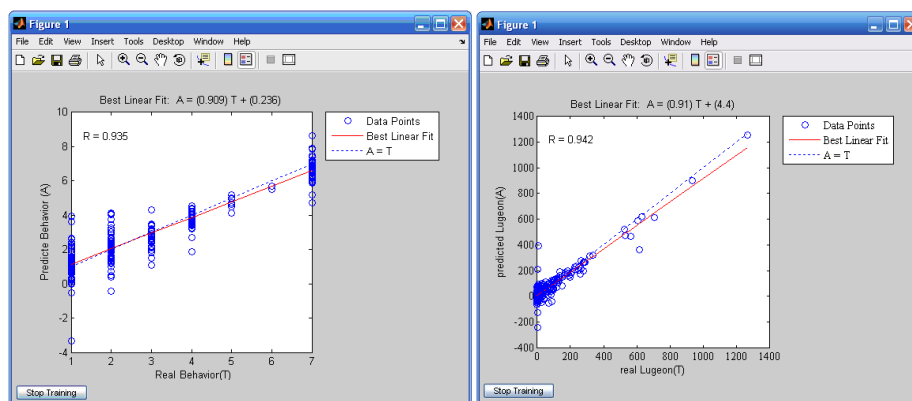 Figure 1
File Edit View Insert Tools Desktop Window Help
Best Linear Fit: A = (0.909) T + (0.236)
R = 0.935
Data Points
Best Linear Fit
A = T
Predicte Behavior (A)
10
8
6
4
2
0
-2
-4
1 2 3 4 5 6 7
Real Behavior(T)
Stop Training
Figure 1
File Edit View Insert Tools Desktop Window Help
Best Linear Fit: A = (0.91) T + (4.4)
R = 0.942
Data Points
Best Linear Fit
A = T
predicted Lugeon(A)
1400
1200
1000
800
600
400
200
0
-200
-400
0 200 400 600 800 1000 1200 1400
real Lugeon(T)
Stop Training